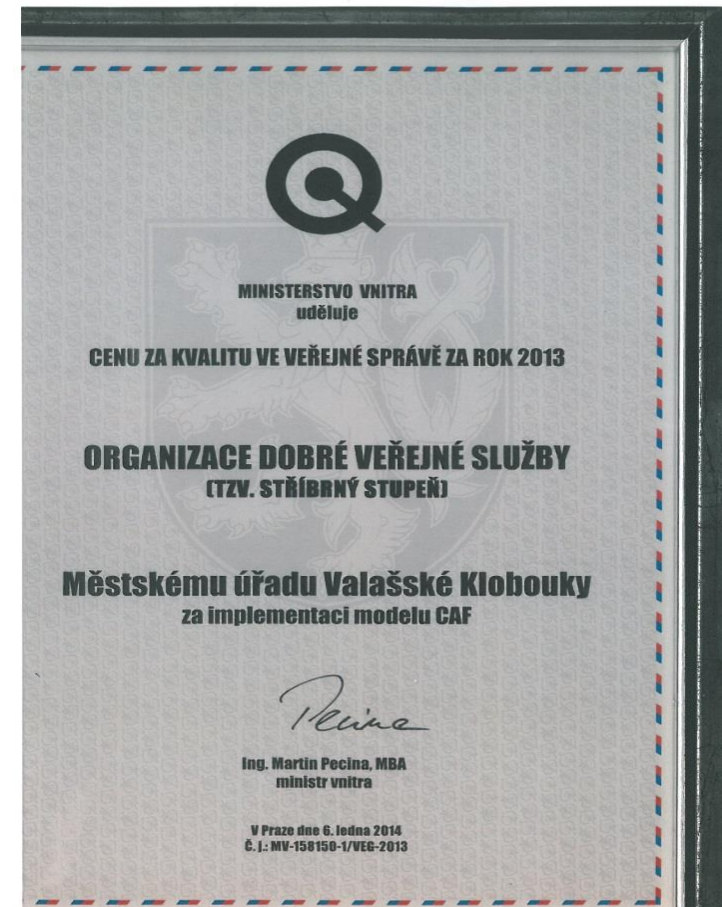 MINISTERSTVO VNITRA
uděluje
CENU ZA KVALITU VE VEŘEJNÉ SPRÁVĚ ZA ROK 2013
ORGANIZACE DOBRÉ VEŘEJNÉ SLUŽBY
(TZV. STŘÍBRNÝ STUPEŇ)
Městskému úřadu Valašské Klobouky
za implementaci modelu CAF
Pecina
Ing. Martin Pecina, MBA
ministr vnitra
V Praze dne 6. ledna 2014
Č. j.: MV-158150-1/VEG-2013